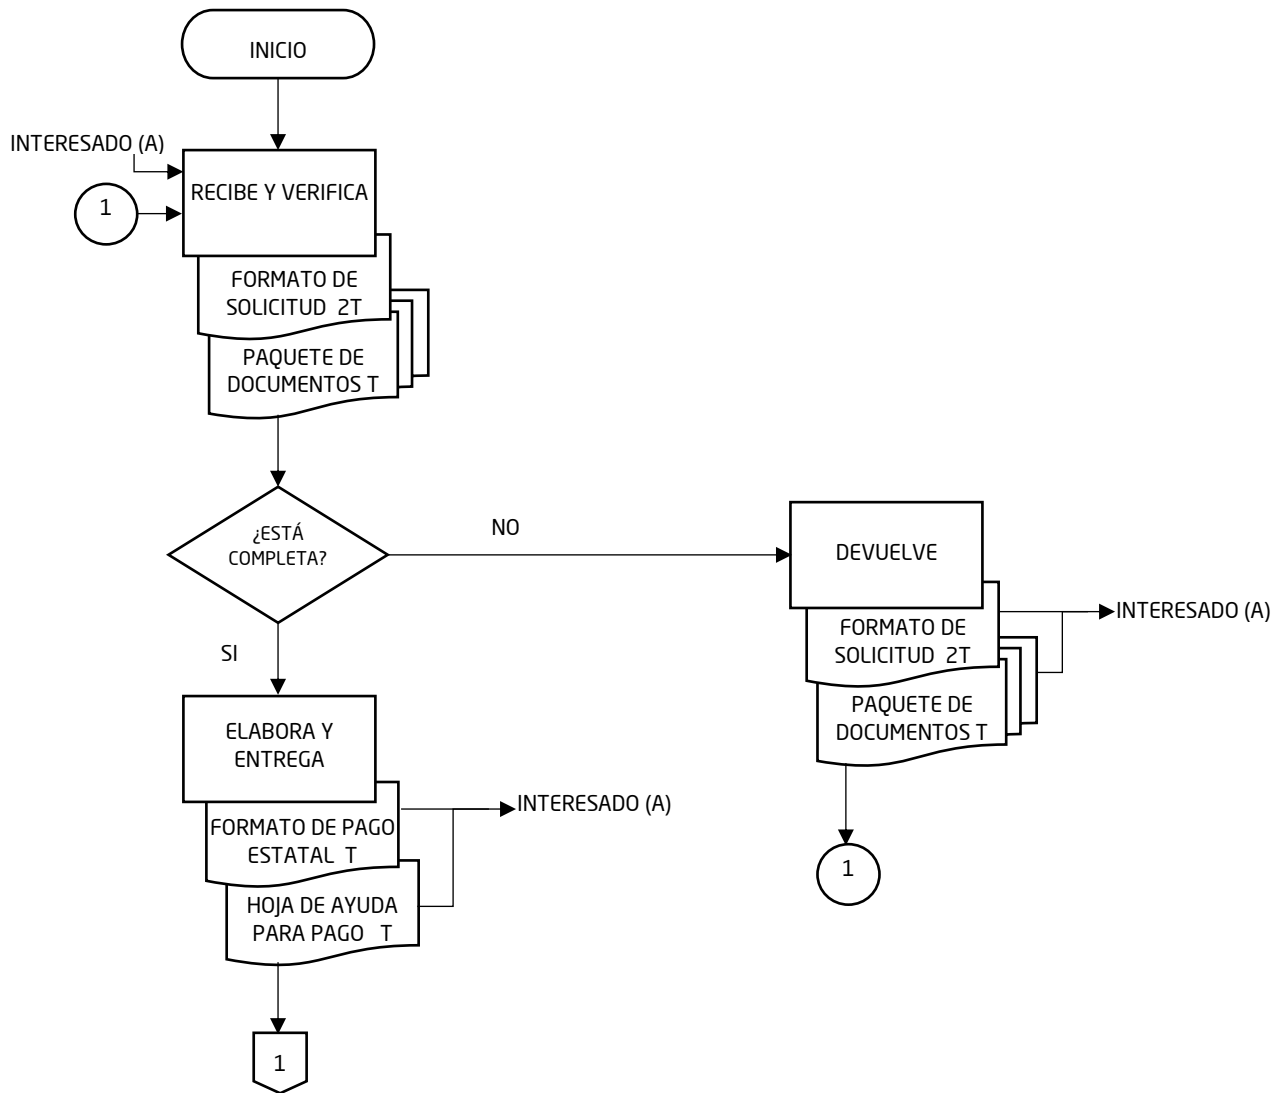 INICIO
INTERESADO (A)
1
RECIBE Y VERIFICA
FORMATO DE
SOLICITUD 2T
PAQUETE DE
DOCUMENTOS T
¿ESTÁ
COMPLETA?
NO
DEVUELVE
FORMATO DE
SOLICITUD 2T
PAQUETE DE
DOCUMENTOS T
INTERESADO (A)
1
SI
ELABORA Y
ENTREGA
FORMATO DE PAGO
ESTATAL T
HOJA DE AYUDA
PARA PAGO T
INTERESADO (A)
1